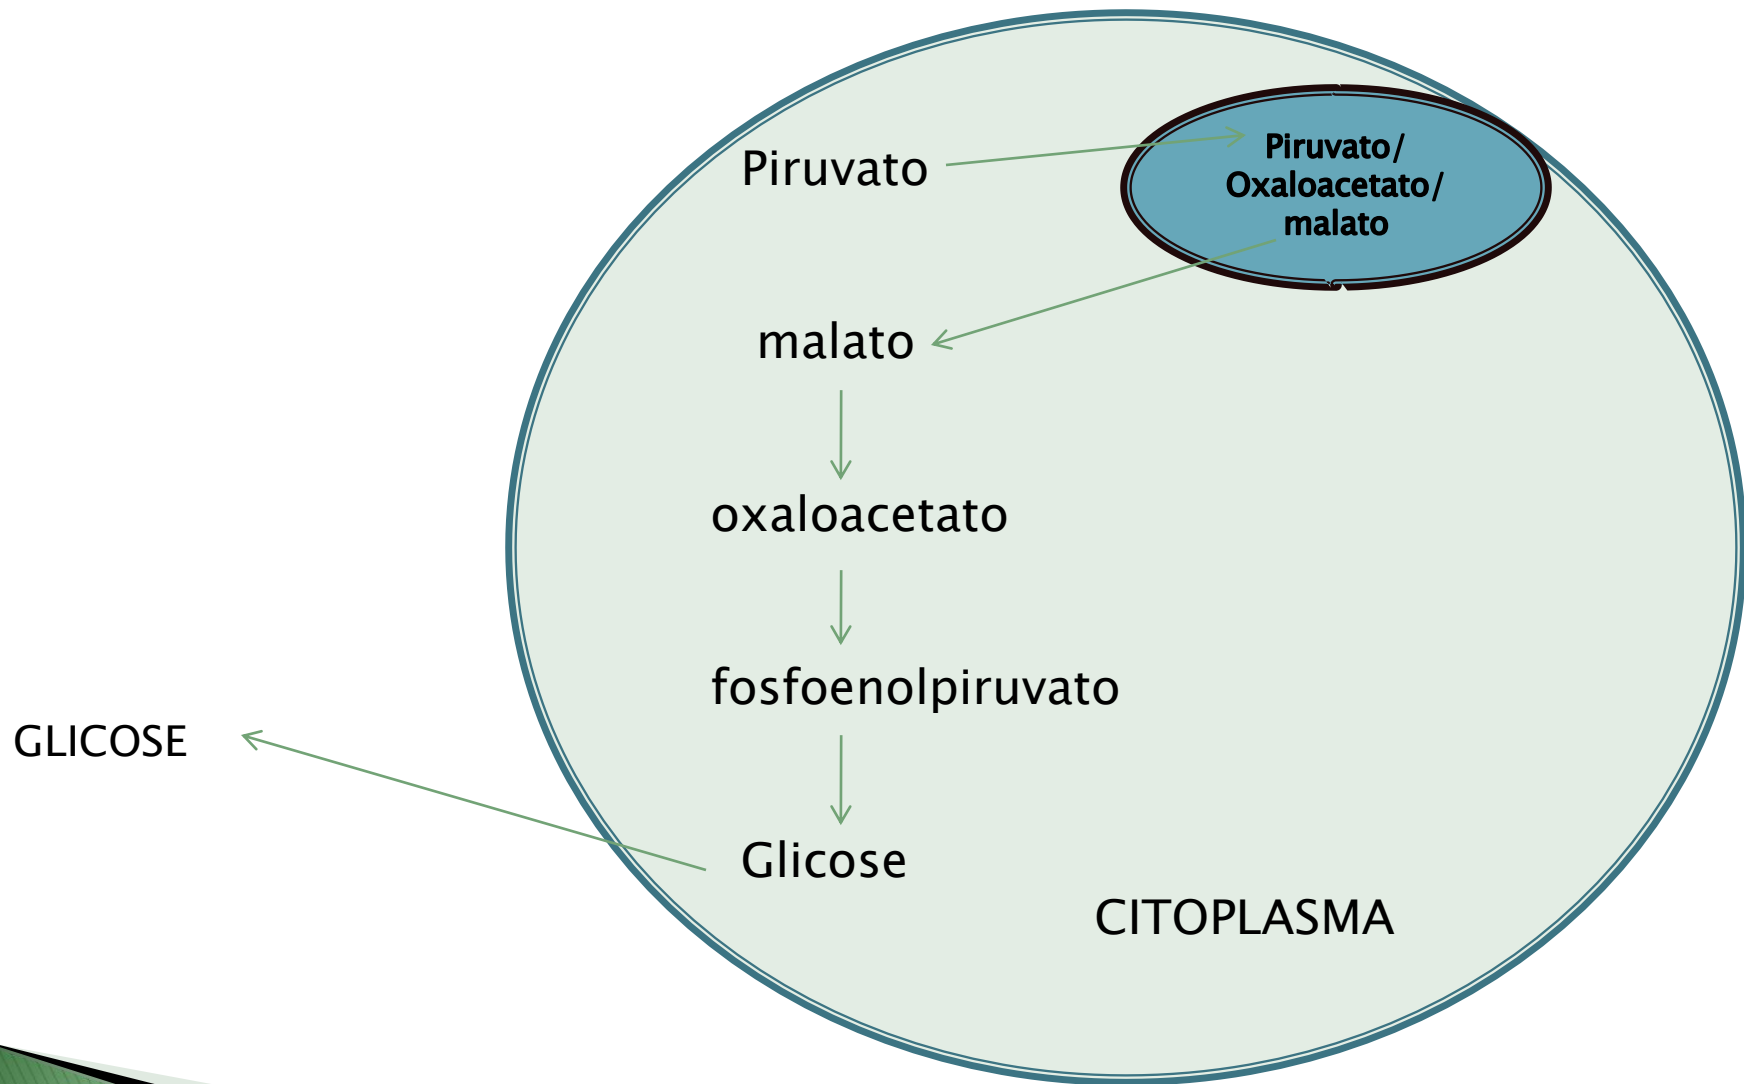 Piruvato
Piruvato/
Oxaloacetato/
malato
malato
oxaloacetato
fosfoenolpiruvato
GLICOSE
Glicose
CITOPLASMA